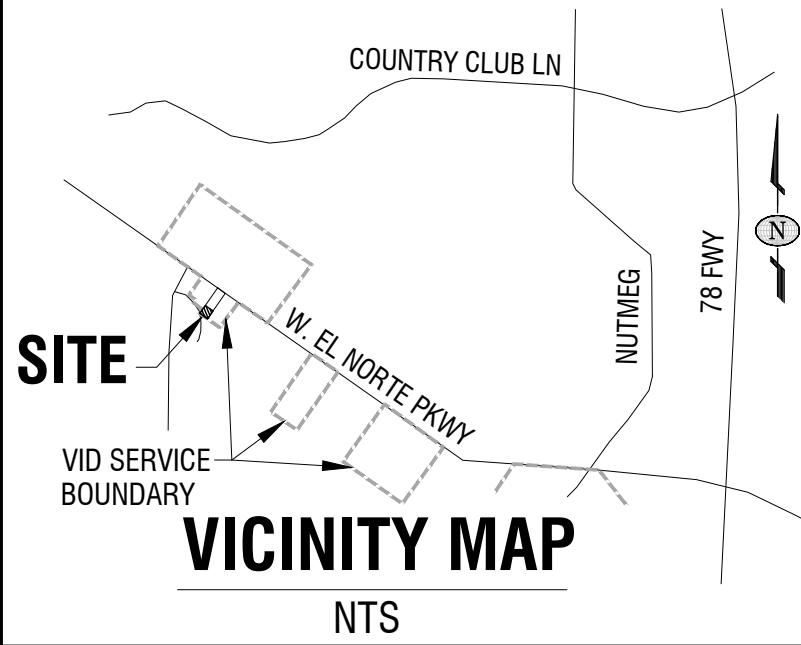 COUNTRY CLUB LN
N
78 FWY
NUTMEG
W. EL NORTE PKWY
SITE
VID SERVICE
BOUNDARY
VICINITY MAP
NTS